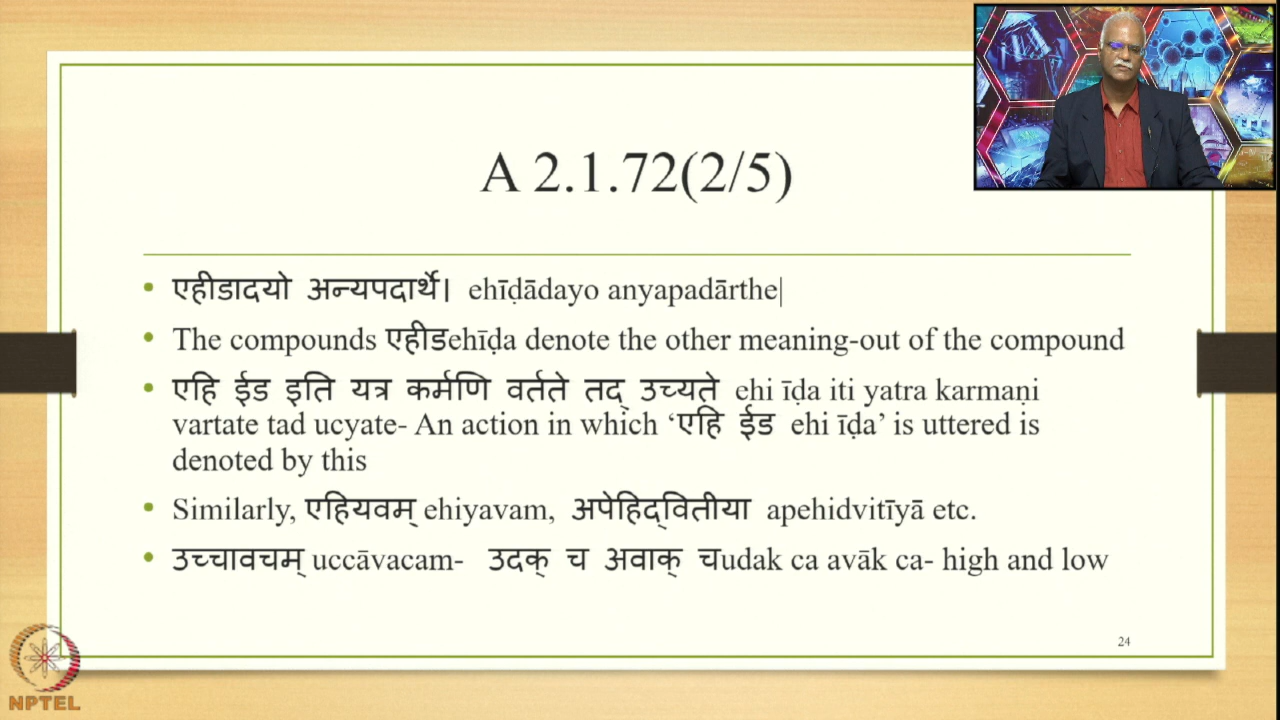 A 2.1.72(2/5)
• एहीडादयो अन्यपदार्थे। ehīḍādayo anyapadārthe|
• The compounds एहीडehīḍa denote the other meaning-out of the compound
• एहि ईड इति यत्र कर्मणि वर्तते तद् उच्यते ehi īḍa iti yatra karmaṇi
vartate tad ucyate- An action in which ‘एहि ईड ehi īḍa’ is uttered is
denoted by this
• Similarly, एहियवम् ehiyavam, अपेहिद्वितीया apehidvitīyā etc.
• उच्चावचम् uccāvacam- उदक् च अवाक् चudak ca avāk ca- high and low
24
NPTEL